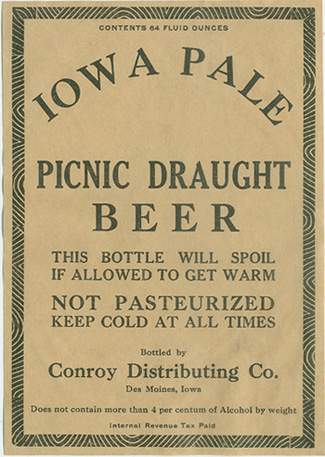 CONTENTS 64 FLUID OUNCES
IOWA PALE
PICNIC DRAUGHT
BEER
THIS BOTTLE WILL SPOIL
IF ALLOWED TO GET WARM
NOT PASTEURIZED
KEEP COLD AT ALL TIMES
Bottled by
Conroy Distributing Co.
Des Moines, Iowa
Does not contain more than 4 per centum of Alcohol by weight
Internal Revenue Tax Paid